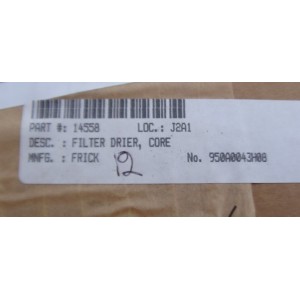 PART #: 14558 LOC.: J2A1
DESC. : FILTER DRIER, CORE
MNFG. : FRICK No. 950A0043H08
12